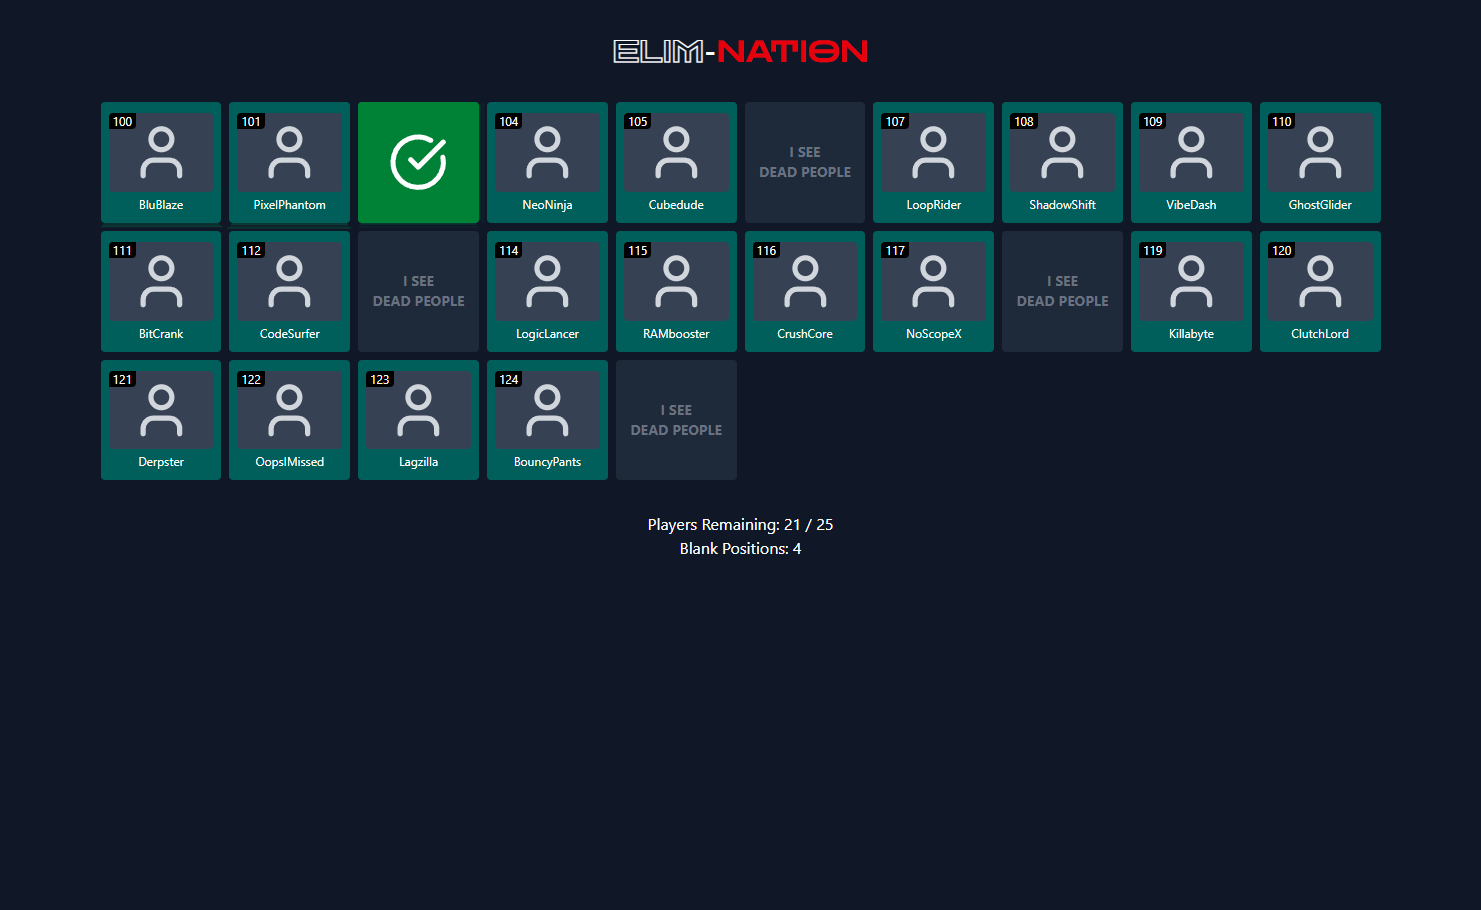 ELIM-NATION
100
BluBlaze
101
PixelPhantom
104
NeoNinja
105
Cubedude
I SEE
DEAD PEOPLE
107
LoopRider
108
ShadowShift
109
VibeDash
110
GhostGlider
111
BitCrank
112
CodeSurfer
I SEE
DEAD PEOPLE
114
LogicLancer
115
RAMbooster
116
CrushCore
117
NoScopeX
I SEE
DEAD PEOPLE
119
Killabyte
120
ClutchLord
121
Derpster
122
OopsIMissed
123
Lagzilla
124
BouncyPants
I SEE
DEAD PEOPLE
Players Remaining: 21 / 25
Blank Positions: 4